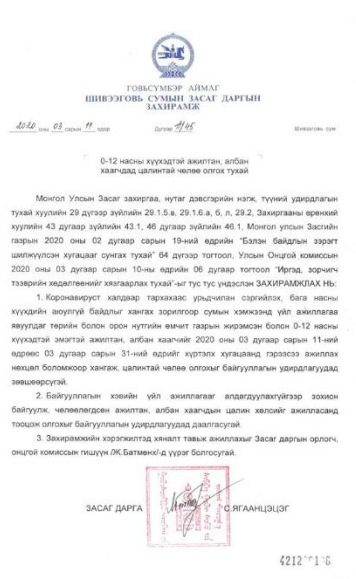 ГОВЬСҮМБЭР АЙМАГ
ШИВЭЭГОВЬ СУМЫН ЗАСАГ ДАРГЫН
ЗАХИРАМЖ
2020 оны 03 сарын 11 өдөр Дугаар А/45 Шивээговь сум
0-12 насны хүүхэдтэй ажилтан, албан
хаагчдад цалинтай чөлөө олгох тухай
Монгол Улсын Засаг захиргаа, нутаг дэвсгэрийн нэгж, түүний удирдлагын
тухай хуулийн 29 дүгээр зүйлийн 29.1.5.в, 29.1.6.а, б, л, 29.2, Захиргааны ерөнхий
хуулийн 43 дугаар зүйлийн 43.1, 46 дугаар зүйлийн 46.1, Монгол улсын Засгийн
газрын 2020 оны 02 дугаар сарын 19-ний өдрийн "Бэлэн байдлын зэрэгт
шилжүүлсэн хугацааг сунгах тухай" 64 дүгээр тогтоол, Улсын Онцгой комиссын
2020 оны 03 дугаар сарын 10-ны өдрийн 06 дугаар тогтоол "Иргэд, зорчигч
тээврийн хөдөлгөөнийг хязгаарлах тухай"-ыг тус тус үндэслэн ЗАХИРАМЖЛАХ НЬ:
1. Коронавируст халдвар тархахаас урьдчилан сэргийлэх, бага насны
хүүхдийн аюулгүй байдлыг хангах зорилгоор сумын хэмжээнд үйл ажиллагаа
явуулдаг төрийн болон орон нутгийн өмчит газрын жирэмсэн болон 0-12 насны
хүүхэдтэй эмэгтэй ажилтан, албан хаагчийг 2020 оны 03 дугаар сарын 11-ний
өдрөөс 03 дугаар сарын 31-ний өдрийг хүртэлх хугацаанд гэрээсээ ажиллах
нөхцөл боломжоор хангаж, цалинтай чөлөө олгохыг байгууллагын удирдлагуудад
зөвшөөрсүгэй.
2. Байгууллагын хэвийн үйл ажиллагааг алдагдуулахгүйгээр зохион
байгуулж, чөлөөлөгдсөн ажилтан, албан хаагчдын цалин хөлсийг ажилласанд
тооцож олгохыг байгууллагын удирдлагуудад даалгасугай.
3. Захирамжийн хэрэгжилтэд хяналт тавьж ажиллахыг Засаг даргын орлогч,
онцгой комиссын гишүүн /Ж.Батмөнх/-д үүрэг болгосугай.
ЗАСАГ ДАРГА С.ЯГААНЦЭЦЭГ